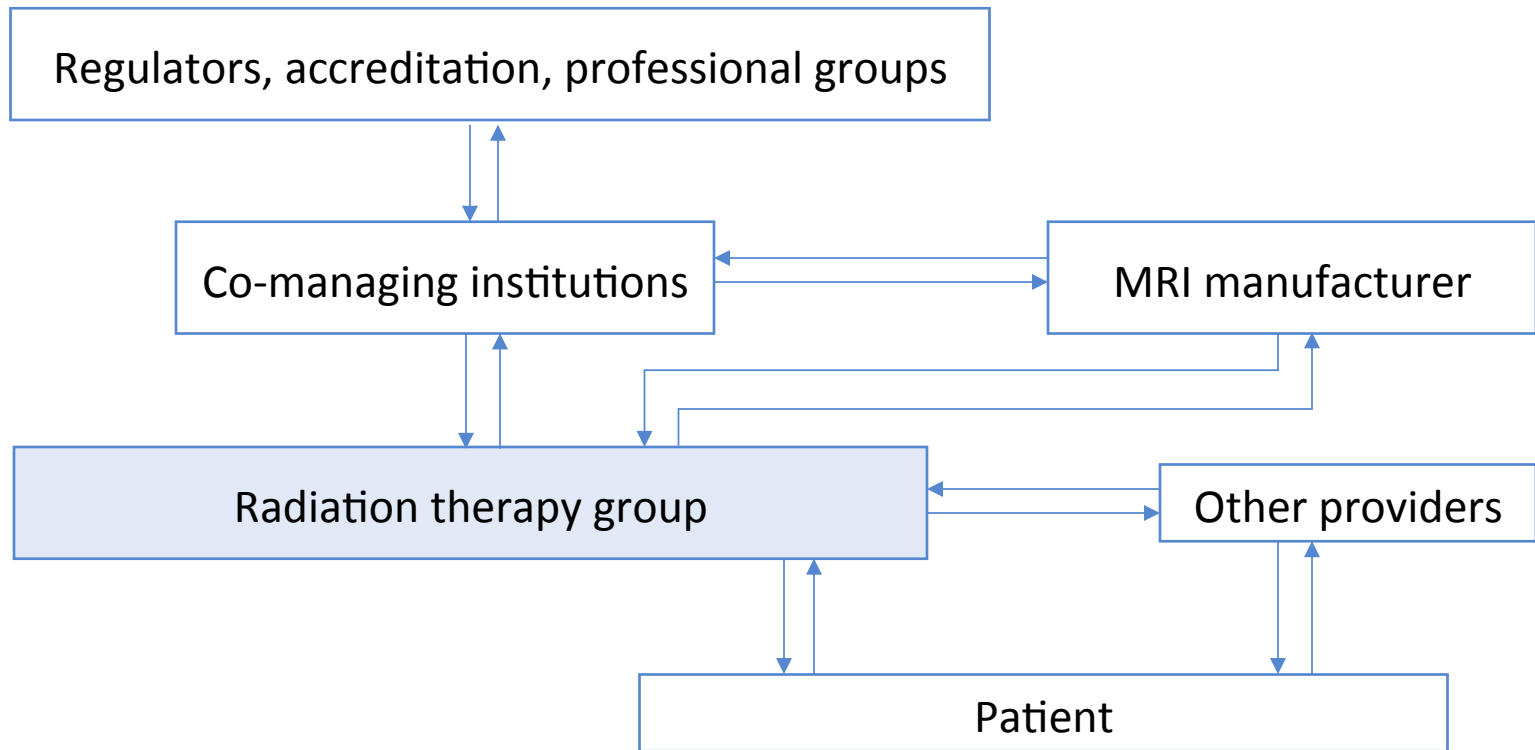 Regulators, accreditation, professional groups
Co-managing institutions
MRI manufacturer
Radiation therapy group
Other providers
Patient